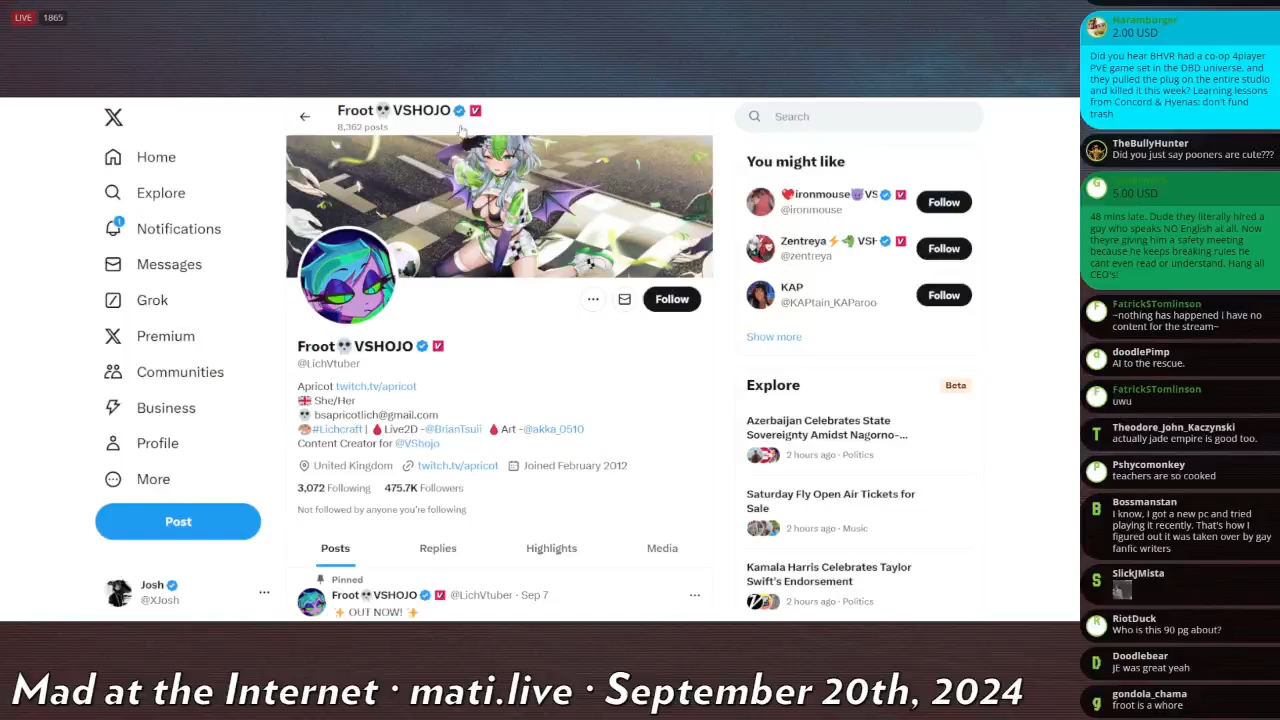 LIVE 1865
Froot💀VSHOJO
8,362 posts
Home
Explore
1
Notifications
Messages
Grok
Premium
Communities
Business
Profile
More
Post
Josh
@XJosh
Follow
Froot💀VSHOJO
@LichVtuber
Apricot twitch.tv/apricot
🇬🇧 She/Her
💀 bsapricotlich@gmail.com
#Lichcraft | 🩸Live2D -@BrianTsuii 🩸Art -@akka_0510
Content Creator for @VShojo
United Kingdom twitch.tv/apricot Joined February 2012
3,072 Following 475.7K Followers
Not followed by anyone you're following
Posts Replies Highlights Media
Pinned
Froot💀VSHOJO @LichVtuber · Sep 7
✨ OUT NOW! ✨
Search
You might like
❤️ironmouse😈VS
@ironmouse
Follow
Zentreya⚡🐲 VSH
@zentreya
Follow
KAP
@KAPtain_KAParoo
Follow
Show more
Explore Beta
Azerbaijan Celebrates State
Sovereignty Amidst Nagorno-...
2 hours ago · Politics
Saturday Fly Open Air Tickets for
Sale
2 hours ago · Music
Kamala Harris Celebrates Taylor
Swift's Endorsement
2 hours ago · Politics
Haramburger
2.00 USD
Did you hear BHVR had a co-op 4player
PVE game set in the DBD universe, and
they pulled the plug on the entire studio
and killed it this week? Learning lessons
from Concord & Hyenas: don't fund
trash
TheBullyHunter
Did you just say pooners are cute???
G
5.00 USD
48 mins late. Dude they literally hired a
guy who speaks NO English at all. Now
theyre giving him a safety meeting
because he keeps breaking rules he
cant even read or understand. Hang all
CEO's!
F
FatrickSTomlinson
~nothing has happened i have no
content for the stream~
d
doodlePimp
AI to the rescue.
F
FatrickSTomlinson
uwu
T
Theodore_John_Kaczynski
actually jade empire is good too.
P
Pshycomonkey
teachers are so cooked
B
Bossmanstan
I know, I got a new pc and tried
playing it recently. That's how I
figured out it was taken over by gay
fanfic writers
S
SlickJMista
R
RiotDuck
Who is this 90 pg about?
D
Doodlebear
JE was great yeah
g
gondola_chama
froot is a whore
Mad at the Internet · mati.live · September 20th, 2024